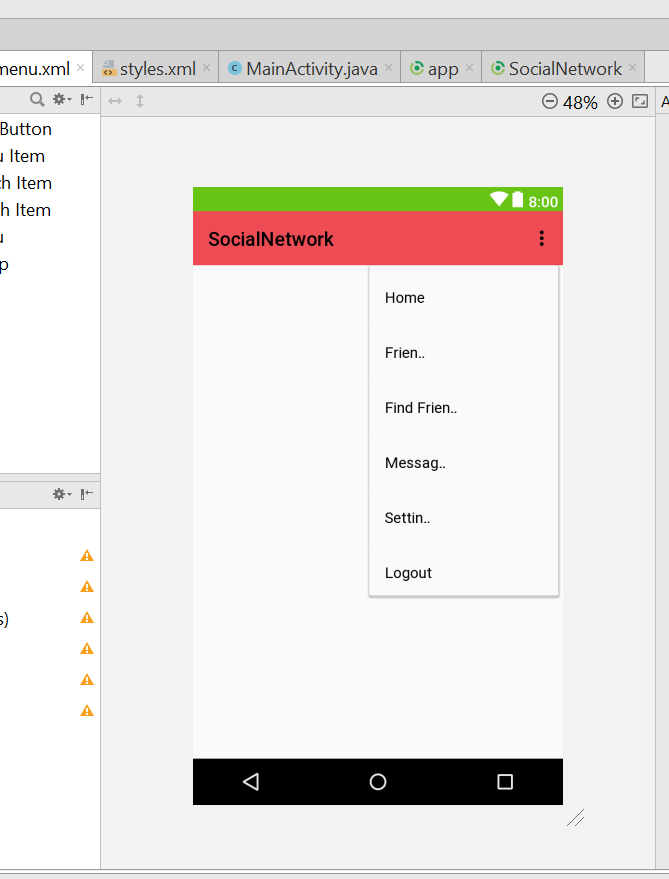 menu.xml styles.xml MainActivity.java app SocialNetwork
48%
Button
Item
Item
Item
8:00
SocialNetwork
Home
Frien..
Find Frien..
Messag..
Settin..
Logout